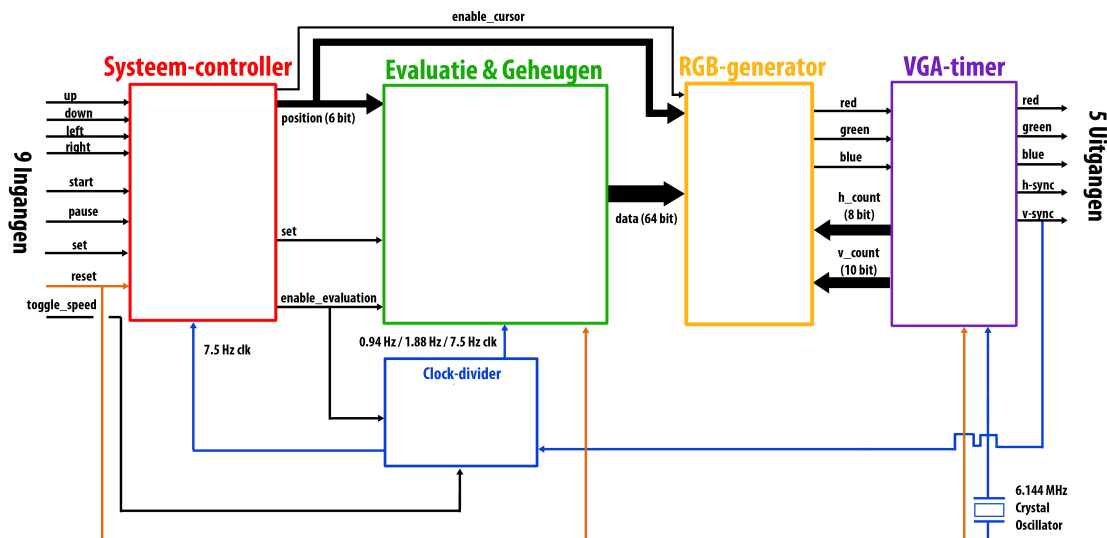 enable_cursor
Systeem-controller
Evaluatie & Geheugen
RGB-generator
VGA-timer
9 Ingangen
up
down
left
right
start
pause
set
reset
toggle_speed
position (6 bit)
set
enable_evaluation
data (64 bit)
red
green
blue
h_count
(8 bit)
v_count
(10 bit)
red
green
blue
h-sync
v-sync
5 Uitgangen
7.5 Hz clk
0.94 Hz / 1.88 Hz / 7.5 Hz clk
Clock-divider
6.144 MHz
Crystal
Oscillator